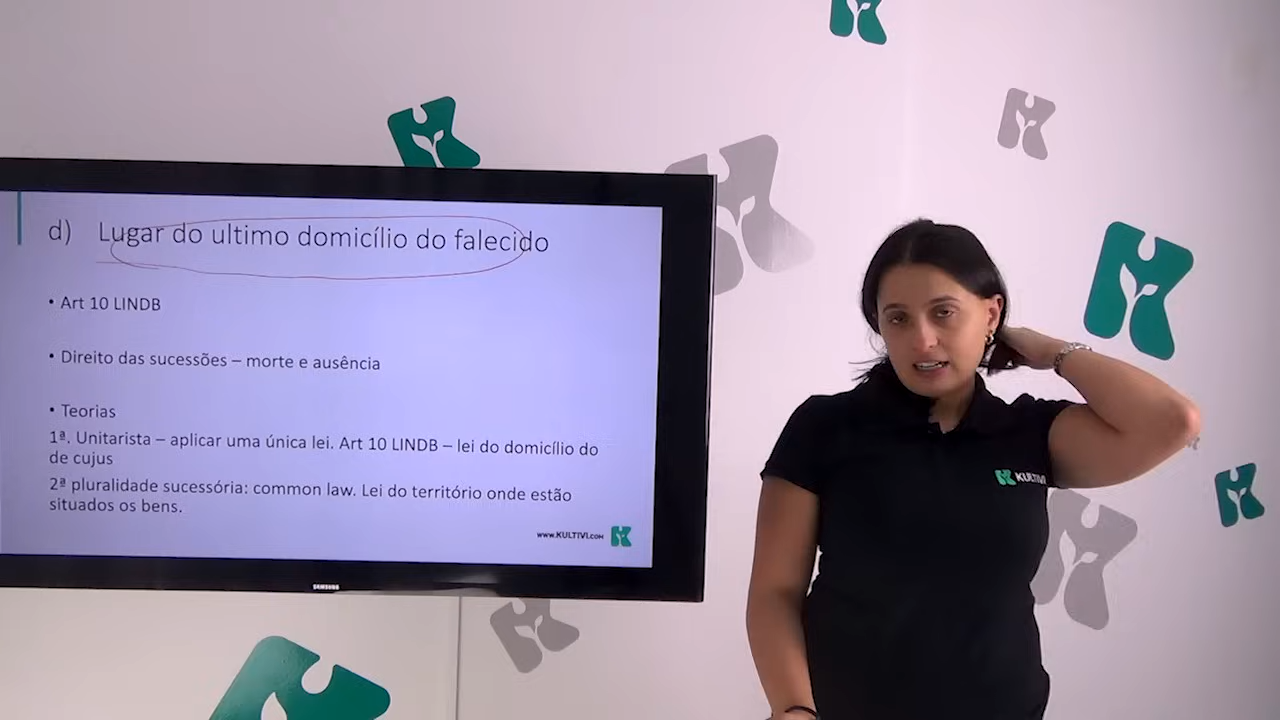 d) Lugar do ultimo domicílio do falecido
• Art 10 LINDB
• Direito das sucessões – morte e ausência
• Teorias
1ª. Unitarista – aplicar uma única lei. Art 10 LINDB – lei do domicílio do
de cujus
2ª pluralidade sucessória: common law. Lei do território onde estão
situados os bens.
www.KULTIVI.COM
SAMSUNG
KULTIVI